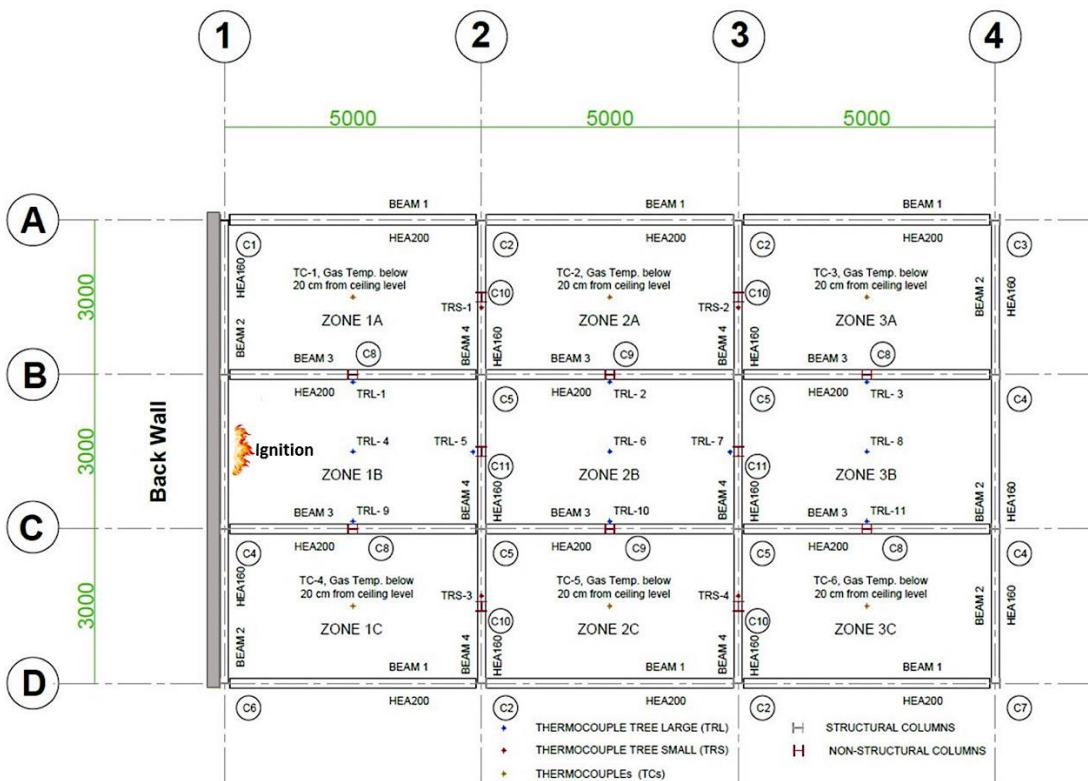 1 2 3 4
5000 5000 5000
A
BEAM 1 BEAM 1 BEAM 1
HEA200 HEA200 HEA200
C1 C2 C2 C3
3000
HEA160
BEAM 2
TC-1, Gas Temp. below
20 cm from ceiling level
ZONE 1A
TRS-1
C10
BEAM 4
HEA160
TC-2, Gas Temp. below
20 cm from ceiling level
ZONE 2A
TRS-2
C10
BEAM 4
HEA160
TC-3, Gas Temp. below
20 cm from ceiling level
ZONE 3A
BEAM 2
HEA160
B
BEAM 3 C8 BEAM 3 C9 BEAM 3 C8
HEA200 HEA200 HEA200
TRL-1 TRL- 2 TRL- 3
C5 C5 C4
Back Wall
3000
Ignition
TRL- 4 TRL- 5 TRL- 6 TRL- 7 TRL- 8
ZONE 1B ZONE 2B ZONE 3B
C11 C11
BEAM 4
HEA160
BEAM 4
HEA160
BEAM 2
HEA160
TRL- 9 TRL-10 TRL-11
C
BEAM 3 BEAM 3 BEAM 3
HEA200 HEA200 HEA200
C4 C8 C5 C9 C5 C8 C4
3000
HEA160
BEAM 2
TC-4, Gas Temp. below
20 cm from ceiling level
ZONE 1C
TRS-3
C10
BEAM 4
HEA160
TC-5, Gas Temp. below
20 cm from ceiling level
ZONE 2C
TRS-4
C10
BEAM 4
HEA160
TC-6, Gas Temp. below
20 cm from ceiling level
ZONE 3C
BEAM 2
HEA160
D
BEAM 1 BEAM 1 BEAM 1
HEA200 HEA200 HEA200
C6 C2 C2 C7
THERMOCOUPLE TREE LARGE (TRL)
THERMOCOUPLE TREE SMALL (TRS)
THERMOCOUPLEs (TCs)
STRUCTURAL COLUMNS
NON-STRUCTURAL COLUMNS